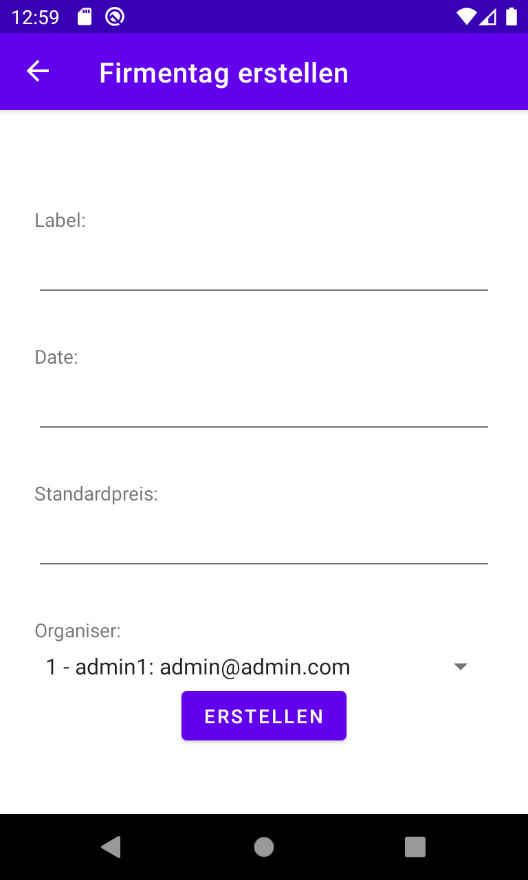 12:59
Firmentag erstellen
Label:
Date:
Standardpreis:
Organiser:
1 - admin1: admin@admin.com
ERSTELLEN